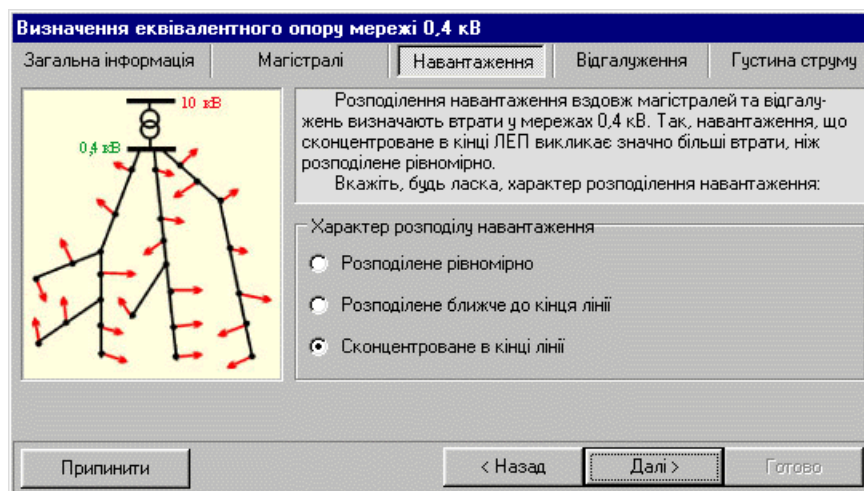 Визначення еквівалентного опору мережі 0,4 кВ
Загальна інформація
Магістралі
Навантаження
Відгалуження
Густина струму
10 кВ
0,4 кВ
Розподілення навантаження вздовж магістралей та відгалу-
жень визначають втрати у мережах 0,4 кВ. Так, навантаження, що
сконцентроване в кінці ЛЕП викликає значно більші втрати, ніж
розподілене рівномірно.
Вкажіть, будь ласка, характер розподілення навантаження:
Характер розподілу навантаження
Розподілене рівномірно
Розподілене ближче до кінця лінії
Сконцентроване в кінці лінії
Припинити
< Назад
Далі >
Готово